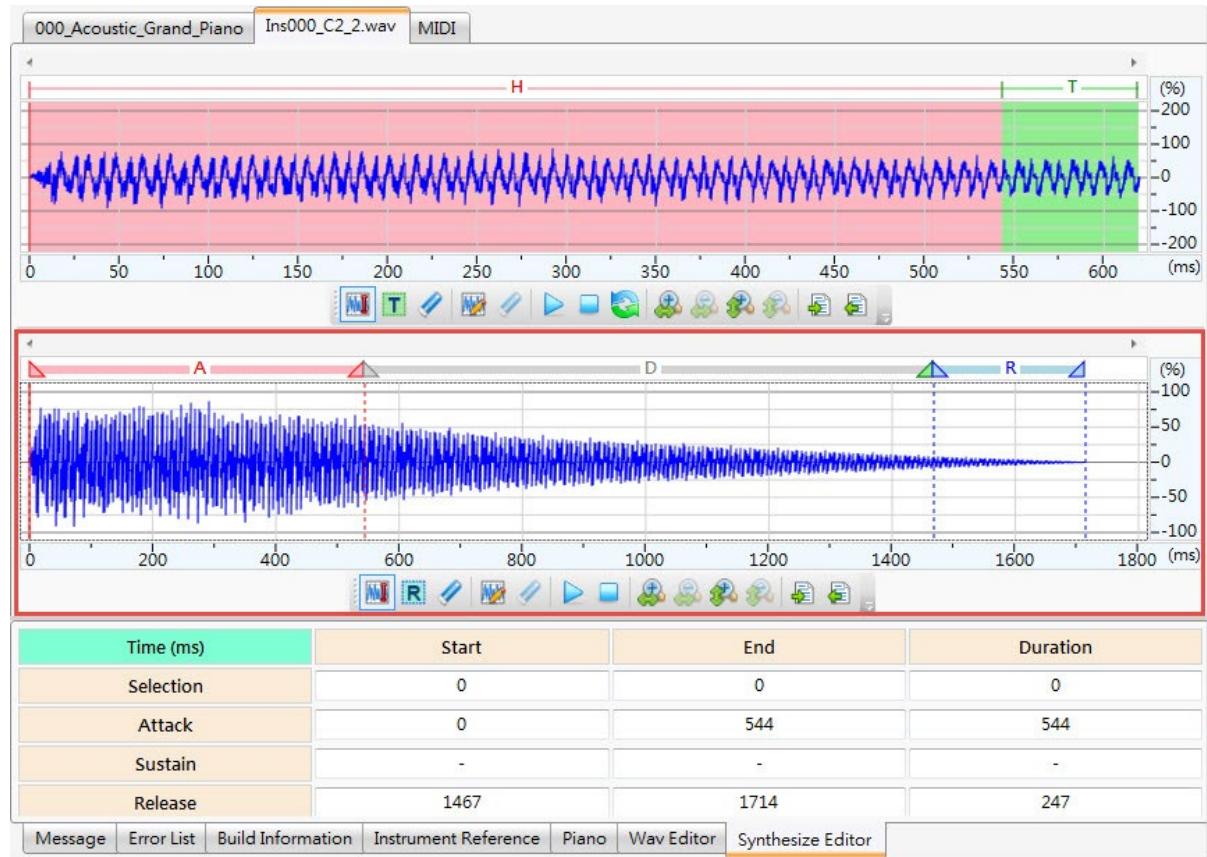 000_Acoustic_Grand_Piano Ins000_C2_2.wav MIDI
H T (%)
200
100
0
-100
-200
0 50 100 150 200 250 300 350 400 450 500 550 600 (ms)
T
A D R (%)
100
50
0
-50
-100
0 200 400 600 800 1000 1200 1400 1600 1800 (ms)
R
Time (ms) Start End Duration
Selection 0 0 0
Attack 0 544 544
Sustain - - -
Release 1467 1714 247
Message Error List Build Information Instrument Reference Piano Wav Editor Synthesize Editor